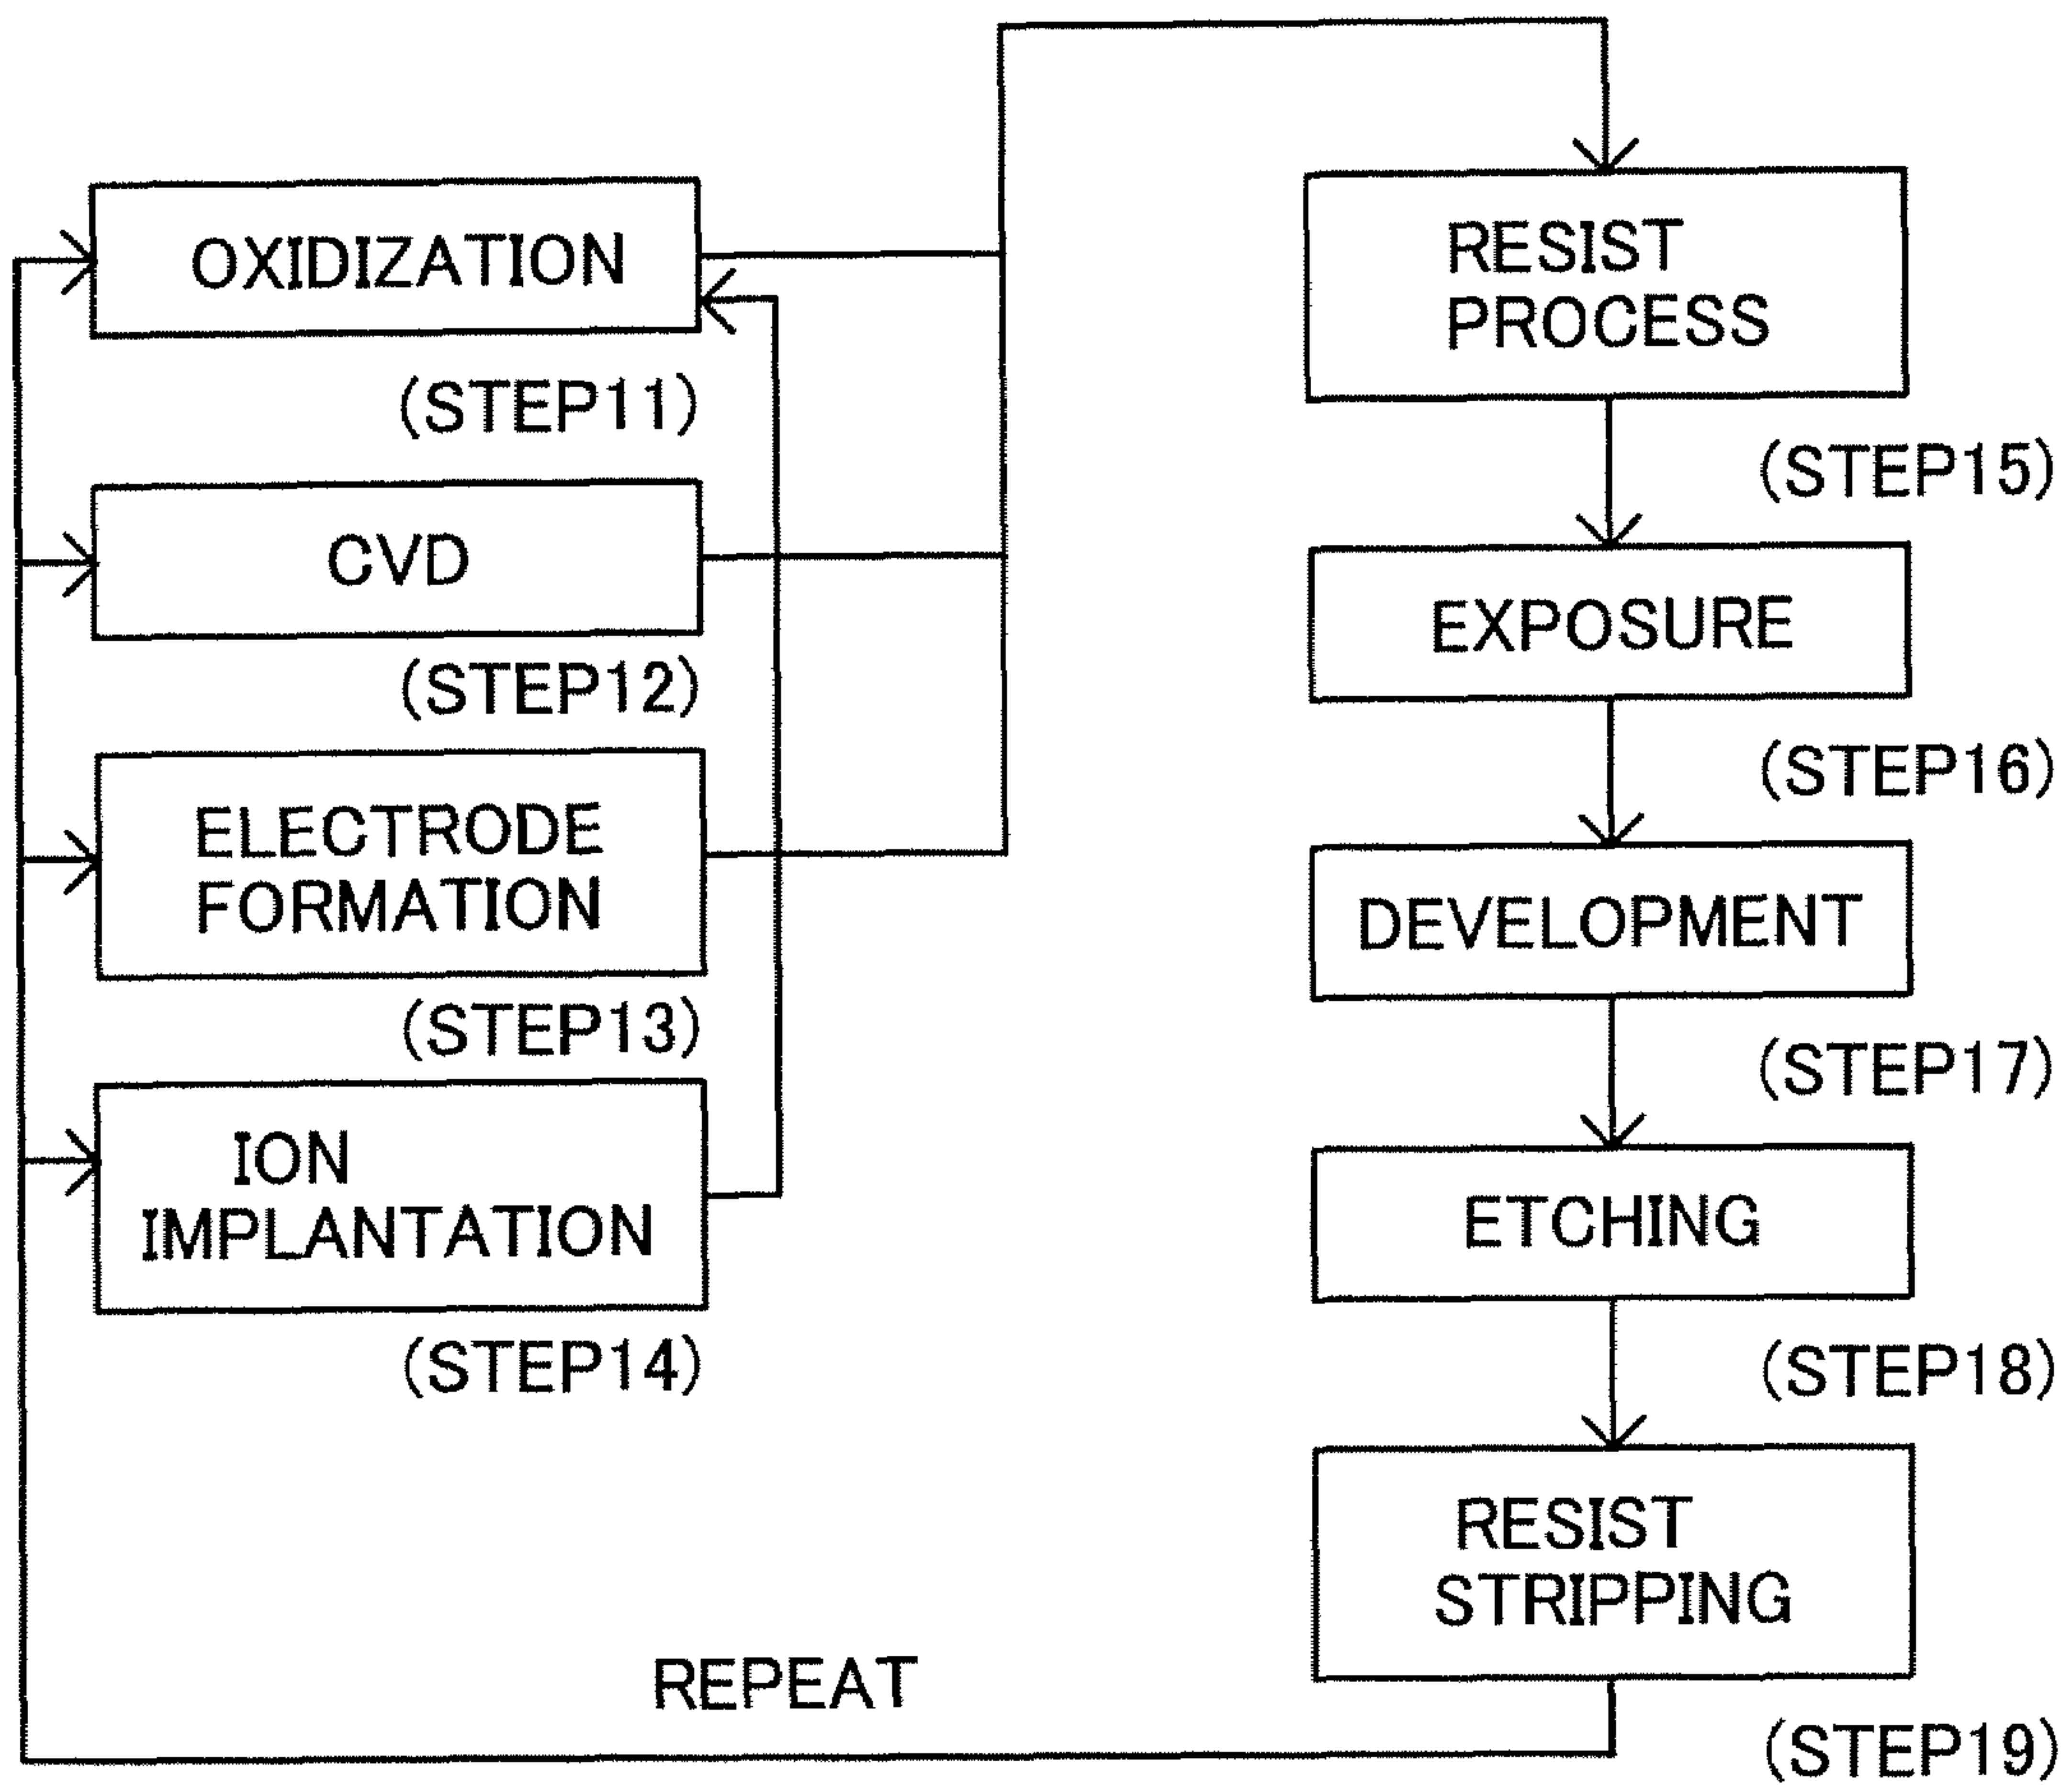 OXIDIZATION
(STEP11)
CVD
(STEP12)
ELECTRODE
FORMATION
(STEP13)
ION
IMPLANTATION
(STEP14)
RESIST
PROCESS
(STEP15)
EXPOSURE
(STEP16)
DEVELOPMENT
(STEP17)
ETCHING
(STEP18)
RESIST
STRIPPING
(STEP19)
REPEAT